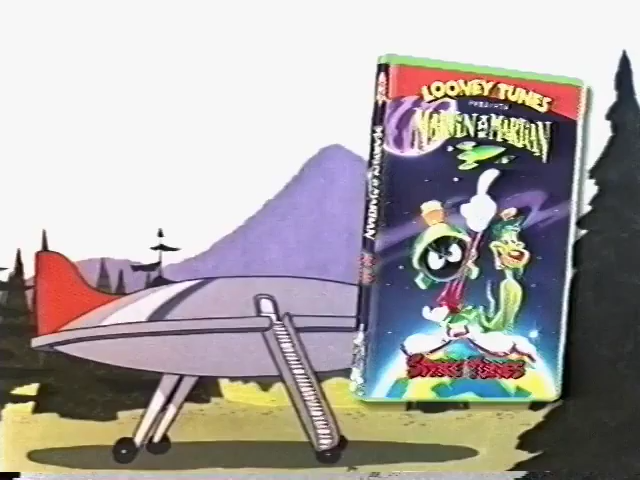 LOONEY TUNES
PRESENTS
MARVIN THE MARTIAN
SPACE TUNES
MARVIN THE MARTIAN